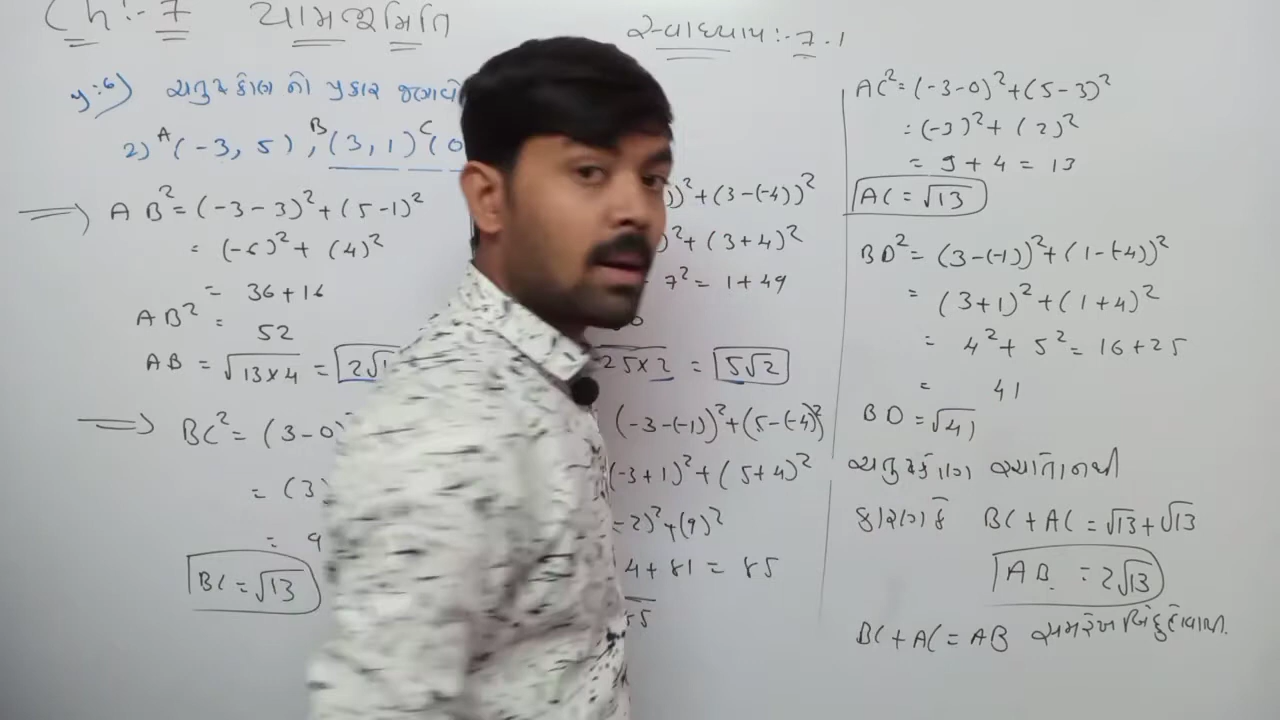 Ch :- 7 યામભૂમિતિ
સ્વાધ્યાય :- 7.1
પ્ર:6) ચતુષ્કોણ નો પ્રકાર જણાવો
2) A(-3, 5), B(3, 1) C(0
AB² = (-3-3)² + (5-1)²
= (-6)² + (4)²
= 36+16
AB² = 52
AB = √13×4 = 2√1
BC² = (3-0)
= (3)
= 9
BC = √13
)² + (3-(-4))²
)² + (3+4)²
7² = 1+49
0
25×2 = 5√2
(-3-(-1))² + (5-(-4))²
(-3+1)² + (5+4)²
-2)² + (9)²
4+81 = 85
AC² = (-3-0)² + (5-3)²
= (-3)² + (2)²
= 9+4 = 13
AC = √13
BD² = (3-(-1))² + (1-(-4))²
= (3+1)² + (1+4)²
= 4² + 5² = 16+25
= 41
BD = √41
ચતુષ્કોણ રચાતો નથી
કારણ કે BC+AC = √13+√13
AB = 2√13
BC+AC = AB સમરેખ બિંદુ હોવાથી.